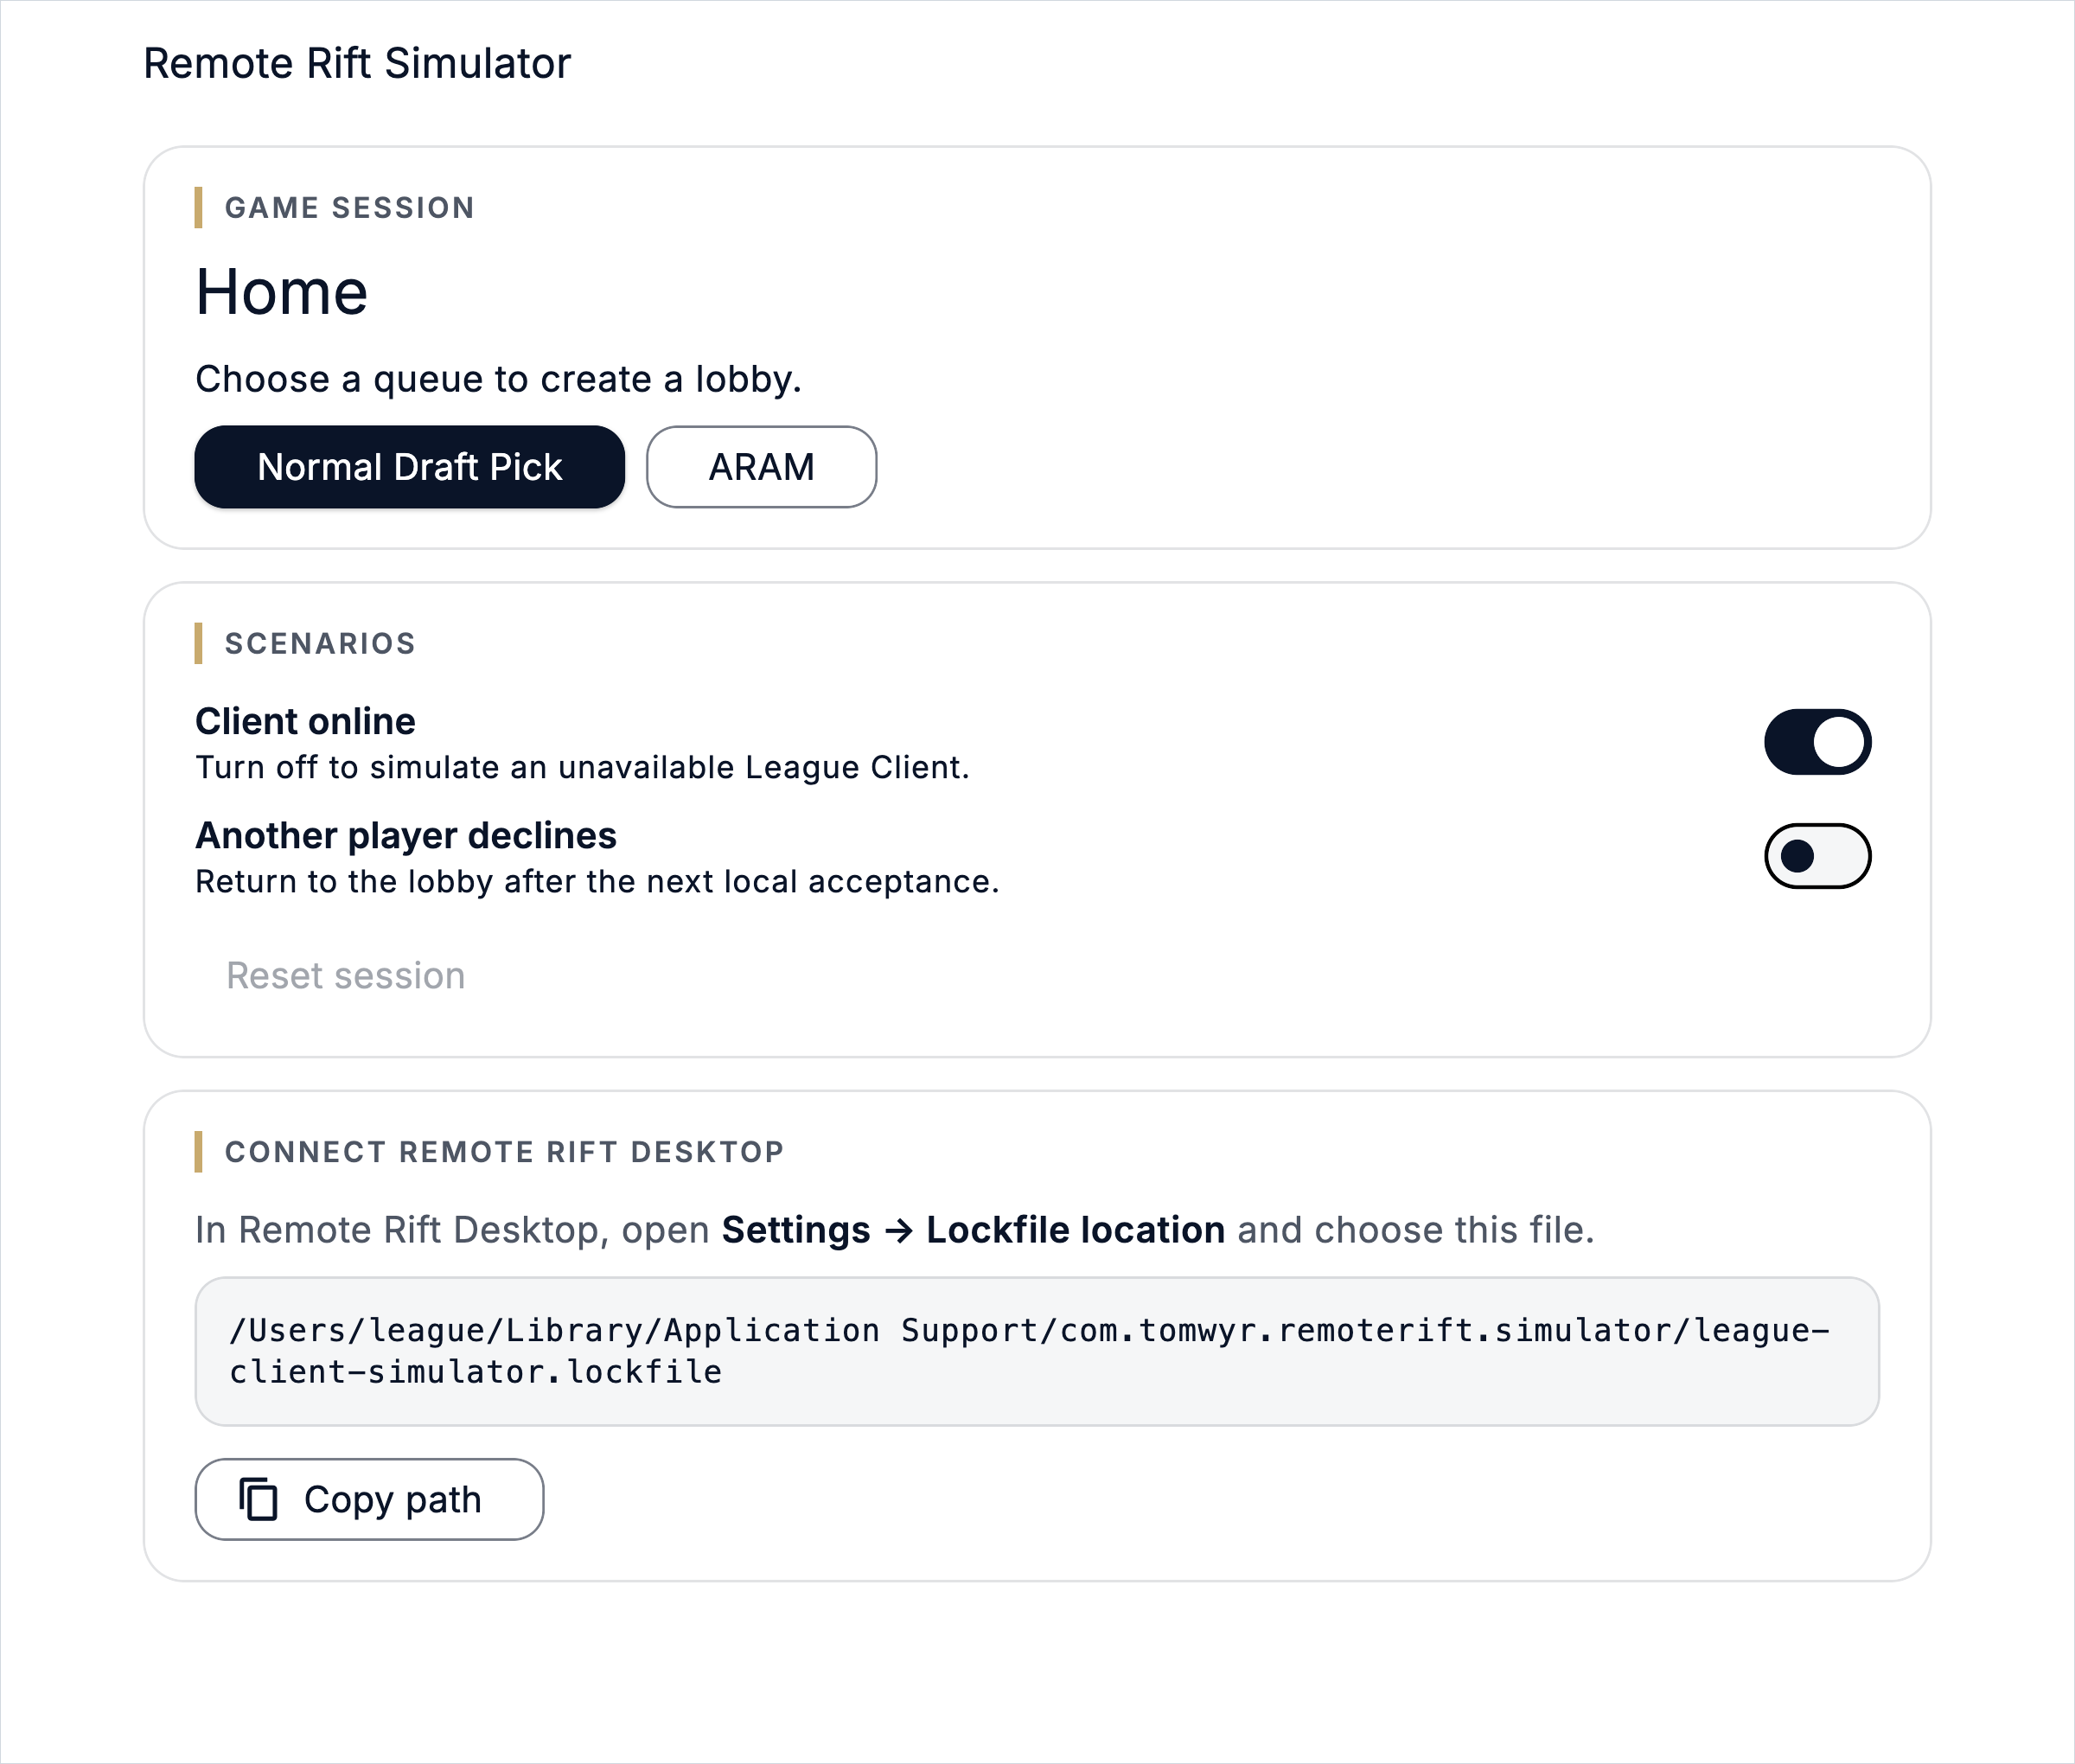 Remote Rift Simulator
GAME SESSION
Home
Choose a queue to create a lobby.
Normal Draft Pick
ARAM
SCENARIOS
Client online
Turn off to simulate an unavailable League Client.
Another player declines
Return to the lobby after the next local acceptance.
Reset session
CONNECT REMOTE RIFT DESKTOP
In Remote Rift Desktop, open Settings → Lockfile location and choose this file.
/Users/league/Library/Application Support/com.tomwyr.remoterift.simulator/league-
client-simulator.lockfile
Copy path